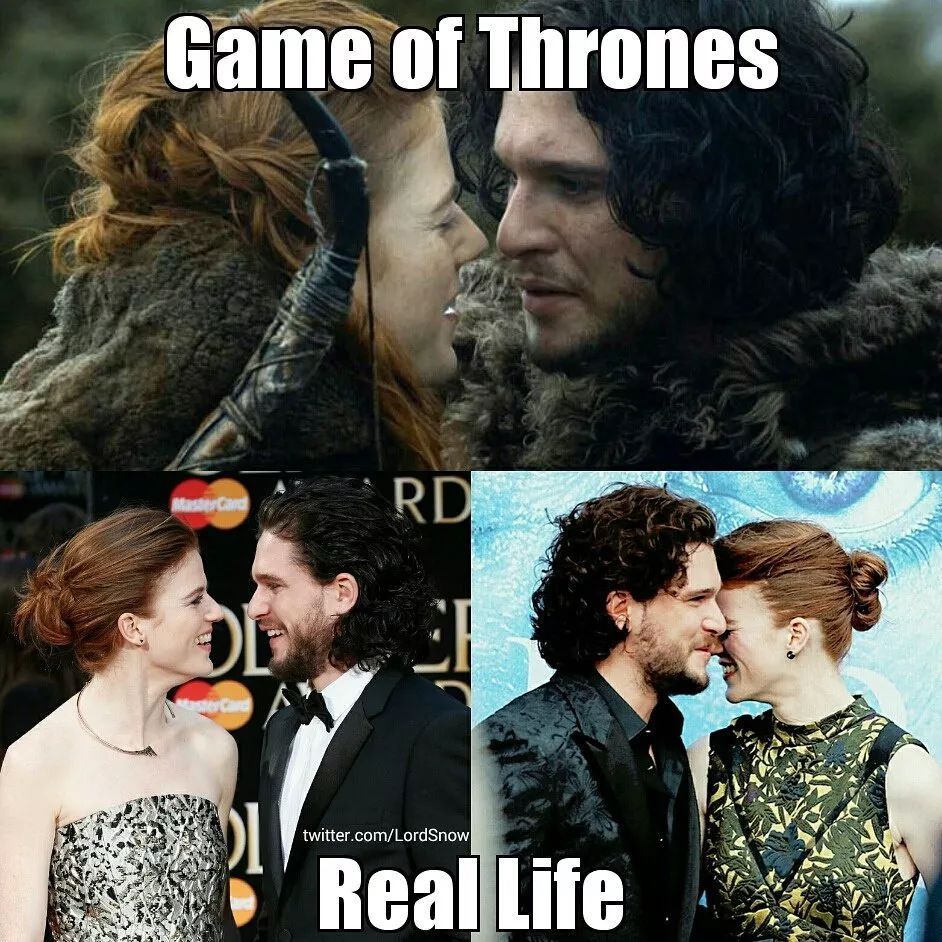 Game of Thrones
MasterCard
RD
MasterCard
twitter.com/LordSnow
Real Life